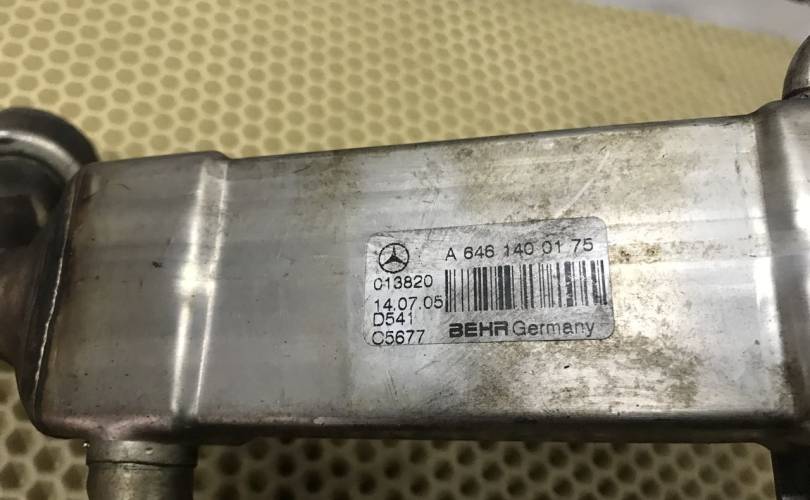 A 646 140 01 75
013820
14.07.05
D541
C5677
BEHR Germany